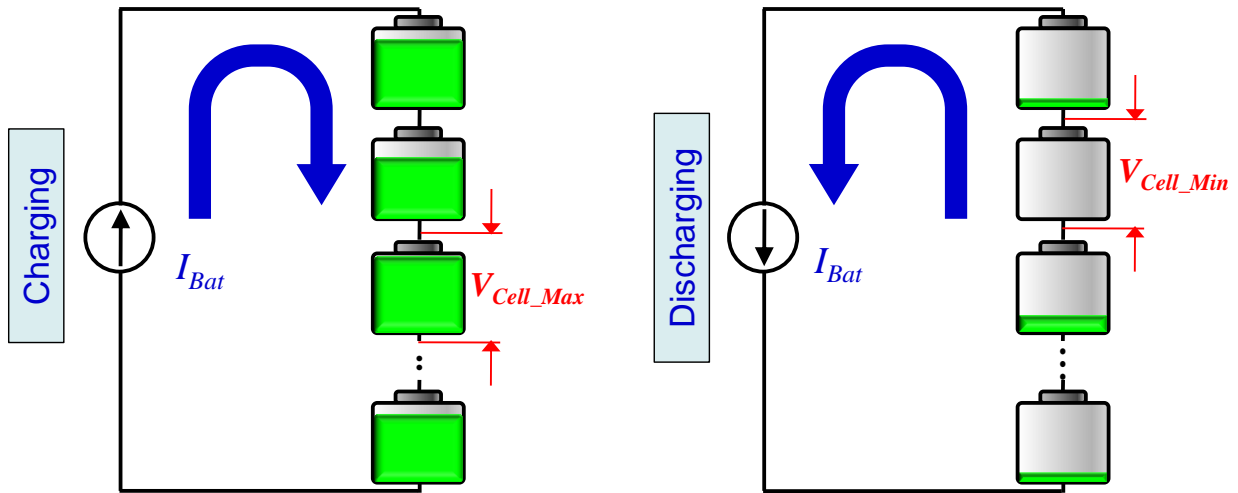 Charging
I_Bat
V_Cell_Max
Discharging
I_Bat
V_Cell_Min